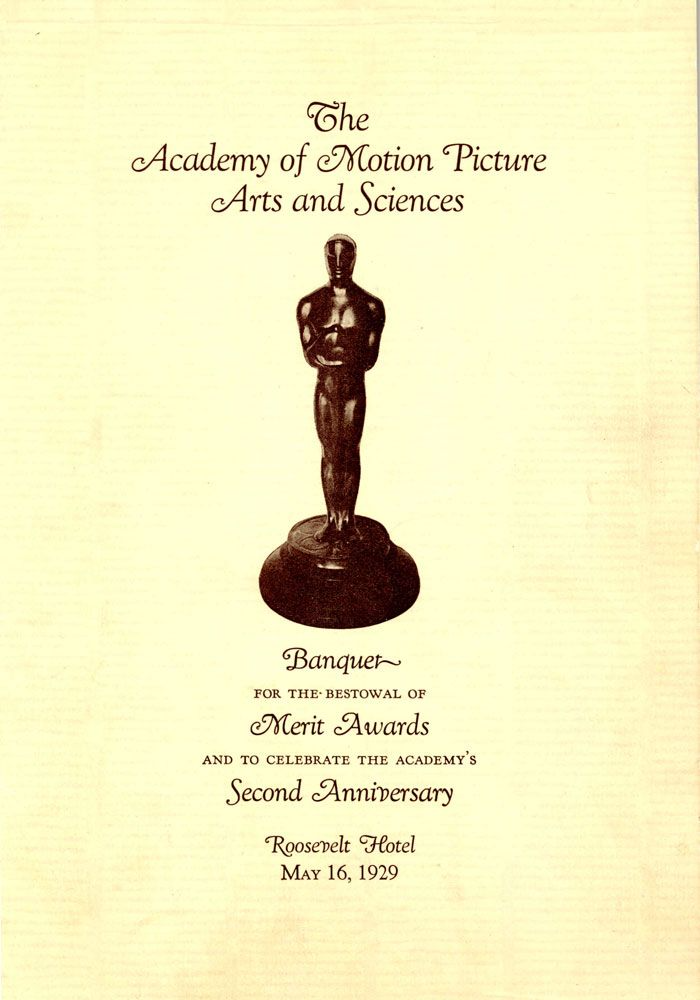 The
Academy of Motion Picture
Arts and Sciences
Banquet
FOR THE BESTOWAL OF
Merit Awards
AND TO CELEBRATE THE ACADEMY'S
Second Anniversary
Roosevelt Hotel
MAY 16, 1929